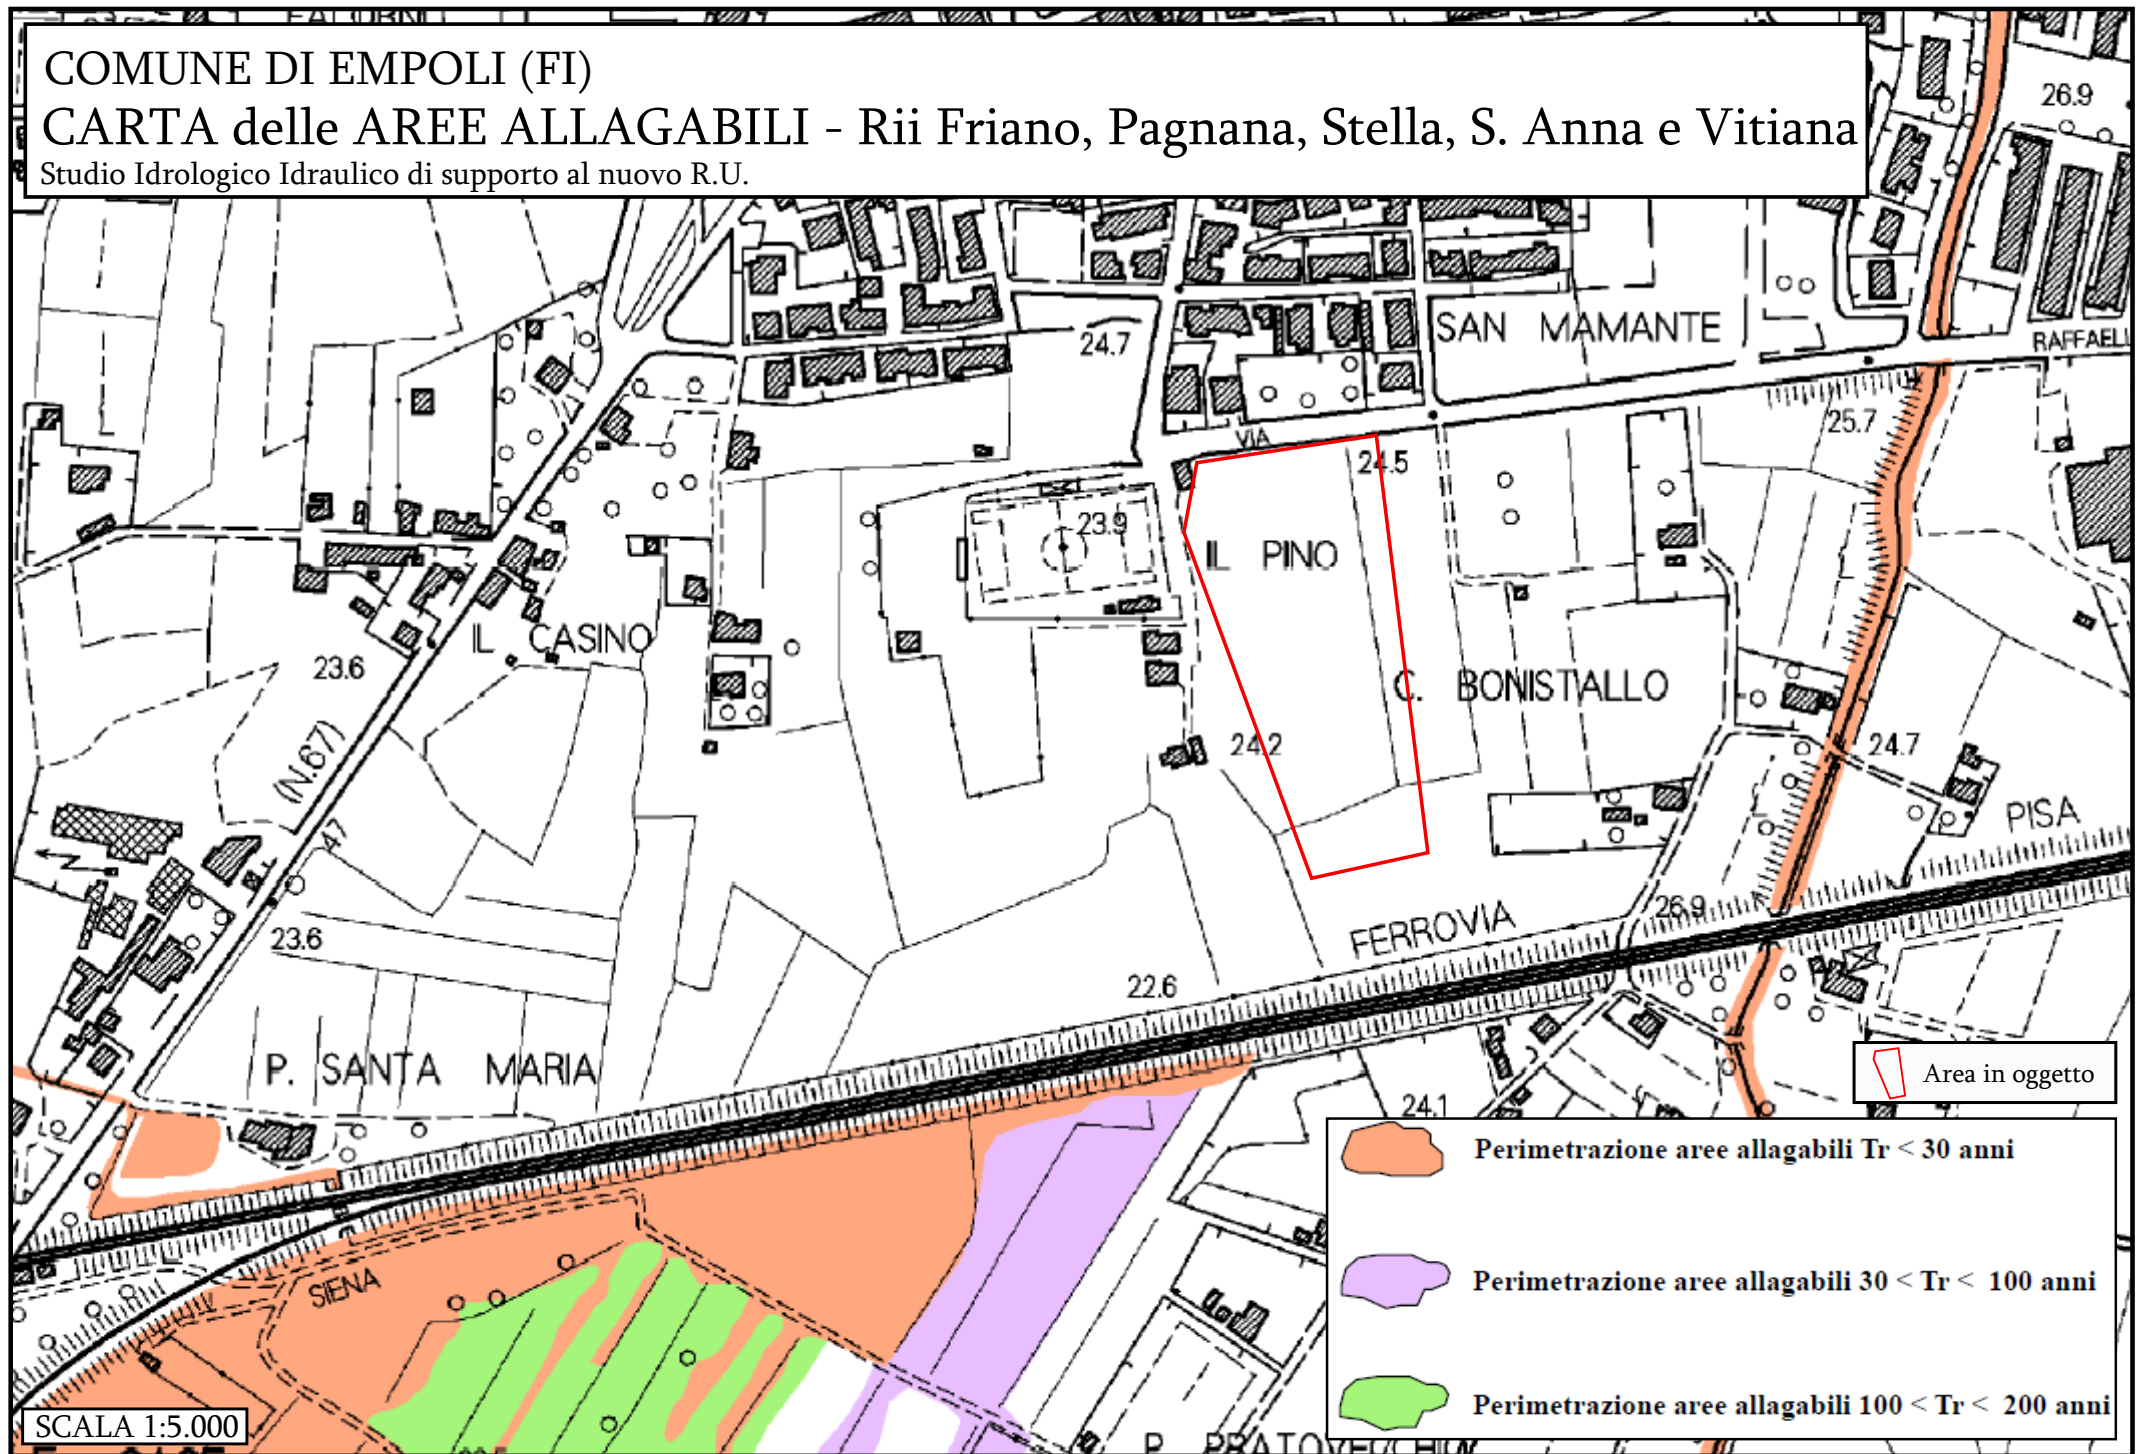 COMUNE DI EMPOLI (FI)
CARTA delle AREE ALLAGABILI - Rii Friano, Pagnana, Stella, S. Anna e Vitiana
Studio Idrologico Idraulico di supporto al nuovo R.U.
26.9
24.7
SAN MAMANTE
RAFFAELL
25.7
VIA
24.5
23.9
IL PINO
IL CASINO
23.6
C. BONISTALLO
24.2
24.7
(N.67)
47
PISA
26.9
23.6
FERROVIA
22.6
P. SANTA MARIA
24.1
SIENA
Area in oggetto
Perimetrazione aree allagabili Tr < 30 anni
Perimetrazione aree allagabili 30 < Tr < 100 anni
Perimetrazione aree allagabili 100 < Tr < 200 anni
SCALA 1:5.000
P. PRATOVECCHIO